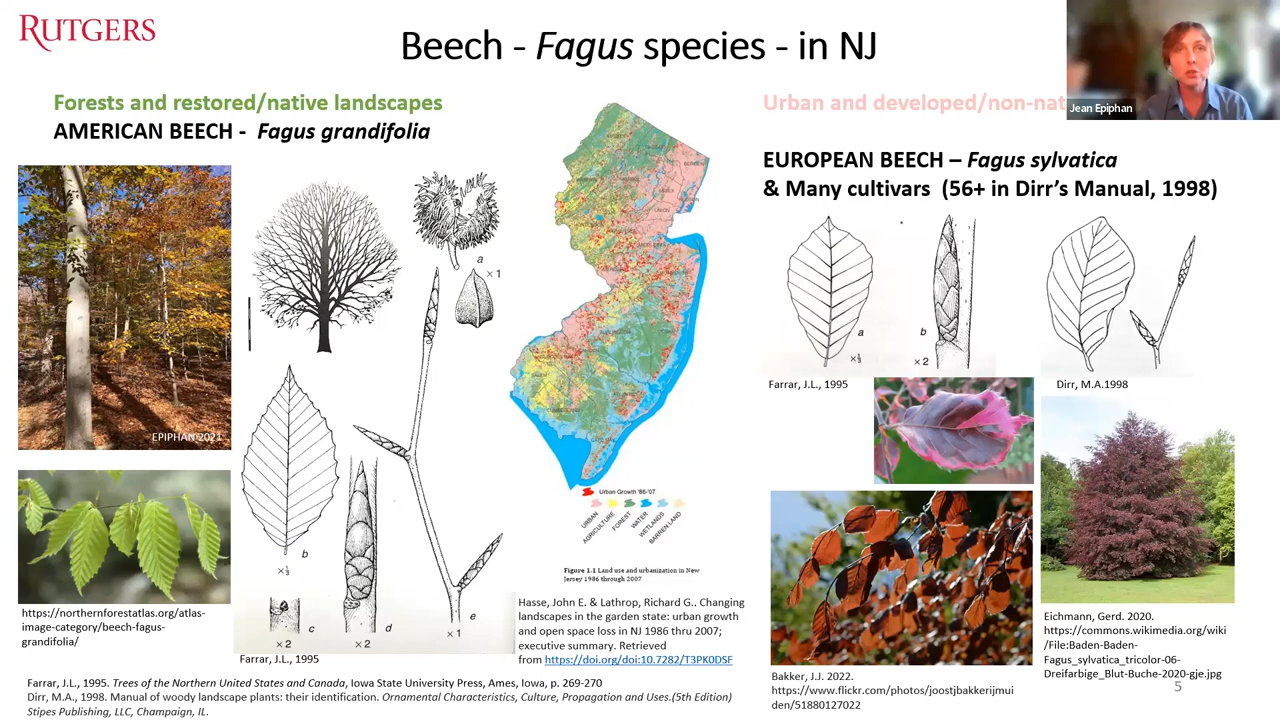 RUTGERS
Beech - Fagus species - in NJ
Jean Epiphan
Forests and restored/native landscapes
AMERICAN BEECH - Fagus grandifolia
EPIPHAN 2021
https://northernforestatlas.org/atlas-
image-category/beech-fagus-
grandifolia/
a
× 1
b
×⅓
c
× 2
d
× 2
e
× 1
Farrar, J.L., 1995
Urban Growth '86-'07
URBAN
AGRICULTURE
FOREST
WATER
WETLANDS
BARREN LAND
Figure 1.1 Land use and urbanization in New
Jersey 1986 through 2007
Hasse, John E. & Lathrop, Richard G.. Changing
landscapes in the garden state: urban growth
and open space loss in NJ 1986 thru 2007;
executive summary. Retrieved
from https://doi.org/doi:10.7282/T3PK0DSF
Urban and developed/non-nat
EUROPEAN BEECH – Fagus sylvatica
& Many cultivars (56+ in Dirr's Manual, 1998)
a
×⅓
b
×2
Farrar, J.L., 1995
Dirr, M.A.1998
Bakker, J.J. 2022.
https://www.flickr.com/photos/joostjbakkerijmui
den/51880127022
Eichmann, Gerd. 2020.
https://commons.wikimedia.org/wiki
/File:Baden-Baden-
Fagus_sylvatica_tricolor-06-
Dreifarbige_Blut-Buche-2020-gje.jpg
5
Farrar, J.L., 1995. Trees of the Northern United States and Canada, Iowa State University Press, Ames, Iowa, p. 269-270
Dirr, M.A., 1998. Manual of woody landscape plants: their identification. Ornamental Characteristics, Culture, Propagation and Uses.(5th Edition)
Stipes Publishing, LLC, Champaign, IL.